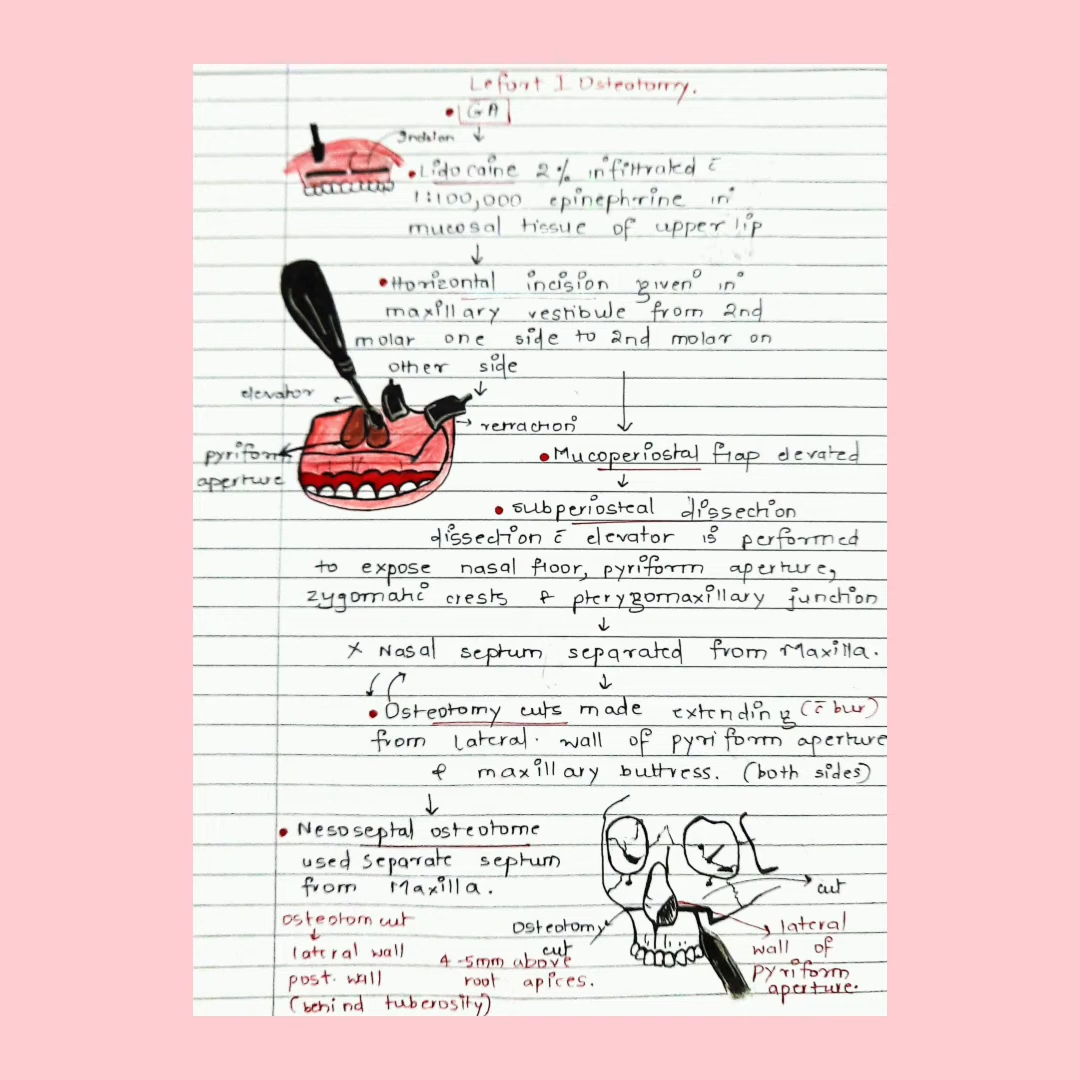 Lefort I Osteotomy.
• GA
Incision ↓
• Lidocaine 2% infiltrated c̄
1:100,000 epinephrine in
mucosal tissue of upper lip
↓
• Horizontal incision given in
maxillary vestibule from 2nd
molar one side to 2nd molar on
other side
elevator ←
→ retraction
pyriform
aperture
• Mucoperiostal flap elevated
↓
• subperiosteal dissection
dissection c̄ elevator is performed
to expose nasal floor, pyriform aperture,
zygomatic crests & pterygomaxillary junction
↓
x Nasal septum separated from Maxilla.
↓
• Osteotomy cuts made extending (c̄ bur)
from lateral. wall of pyriform aperture
& maxillary buttress. (both sides)
↓
• Nesoseptal osteotome
used separate septum
from Maxilla.
cut
osteotom cut
↓
lateral wall
post. wall
(behind tuberosity)
Osteotomy
cut
4-5mm above
root apices.
lateral
wall of
pyriform
aperture.